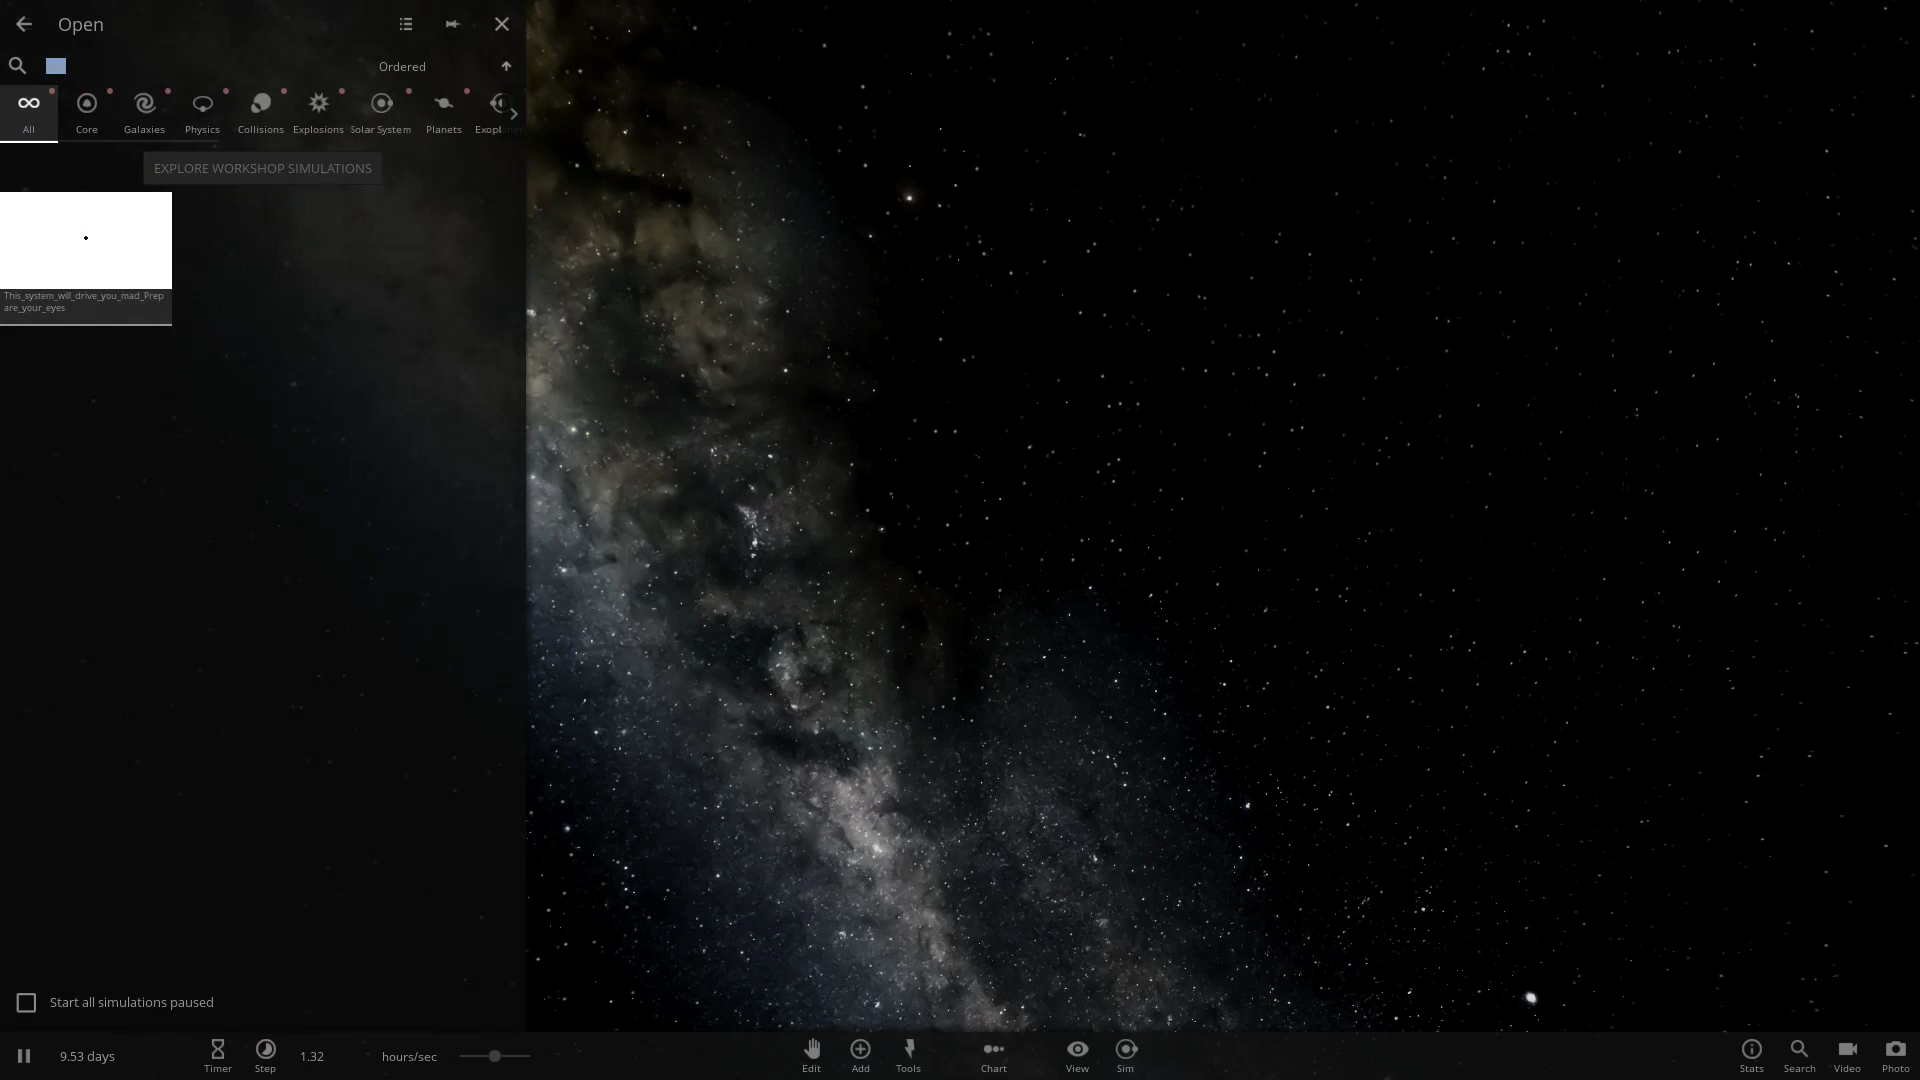 Open
Ordered
All
Core
Galaxies
Physics
Collisions
Explosions
Solar System
Planets
EXPLORE WORKSHOP SIMULATIONS
This_system_will_drive_you_mad_Prep
are_your_eyes
Start all simulations paused
9.53 days
Timer
Step
1.32
hours/sec
Edit
Add
Tools
Chart
View
Sim
Stats
Search
Video
Photo